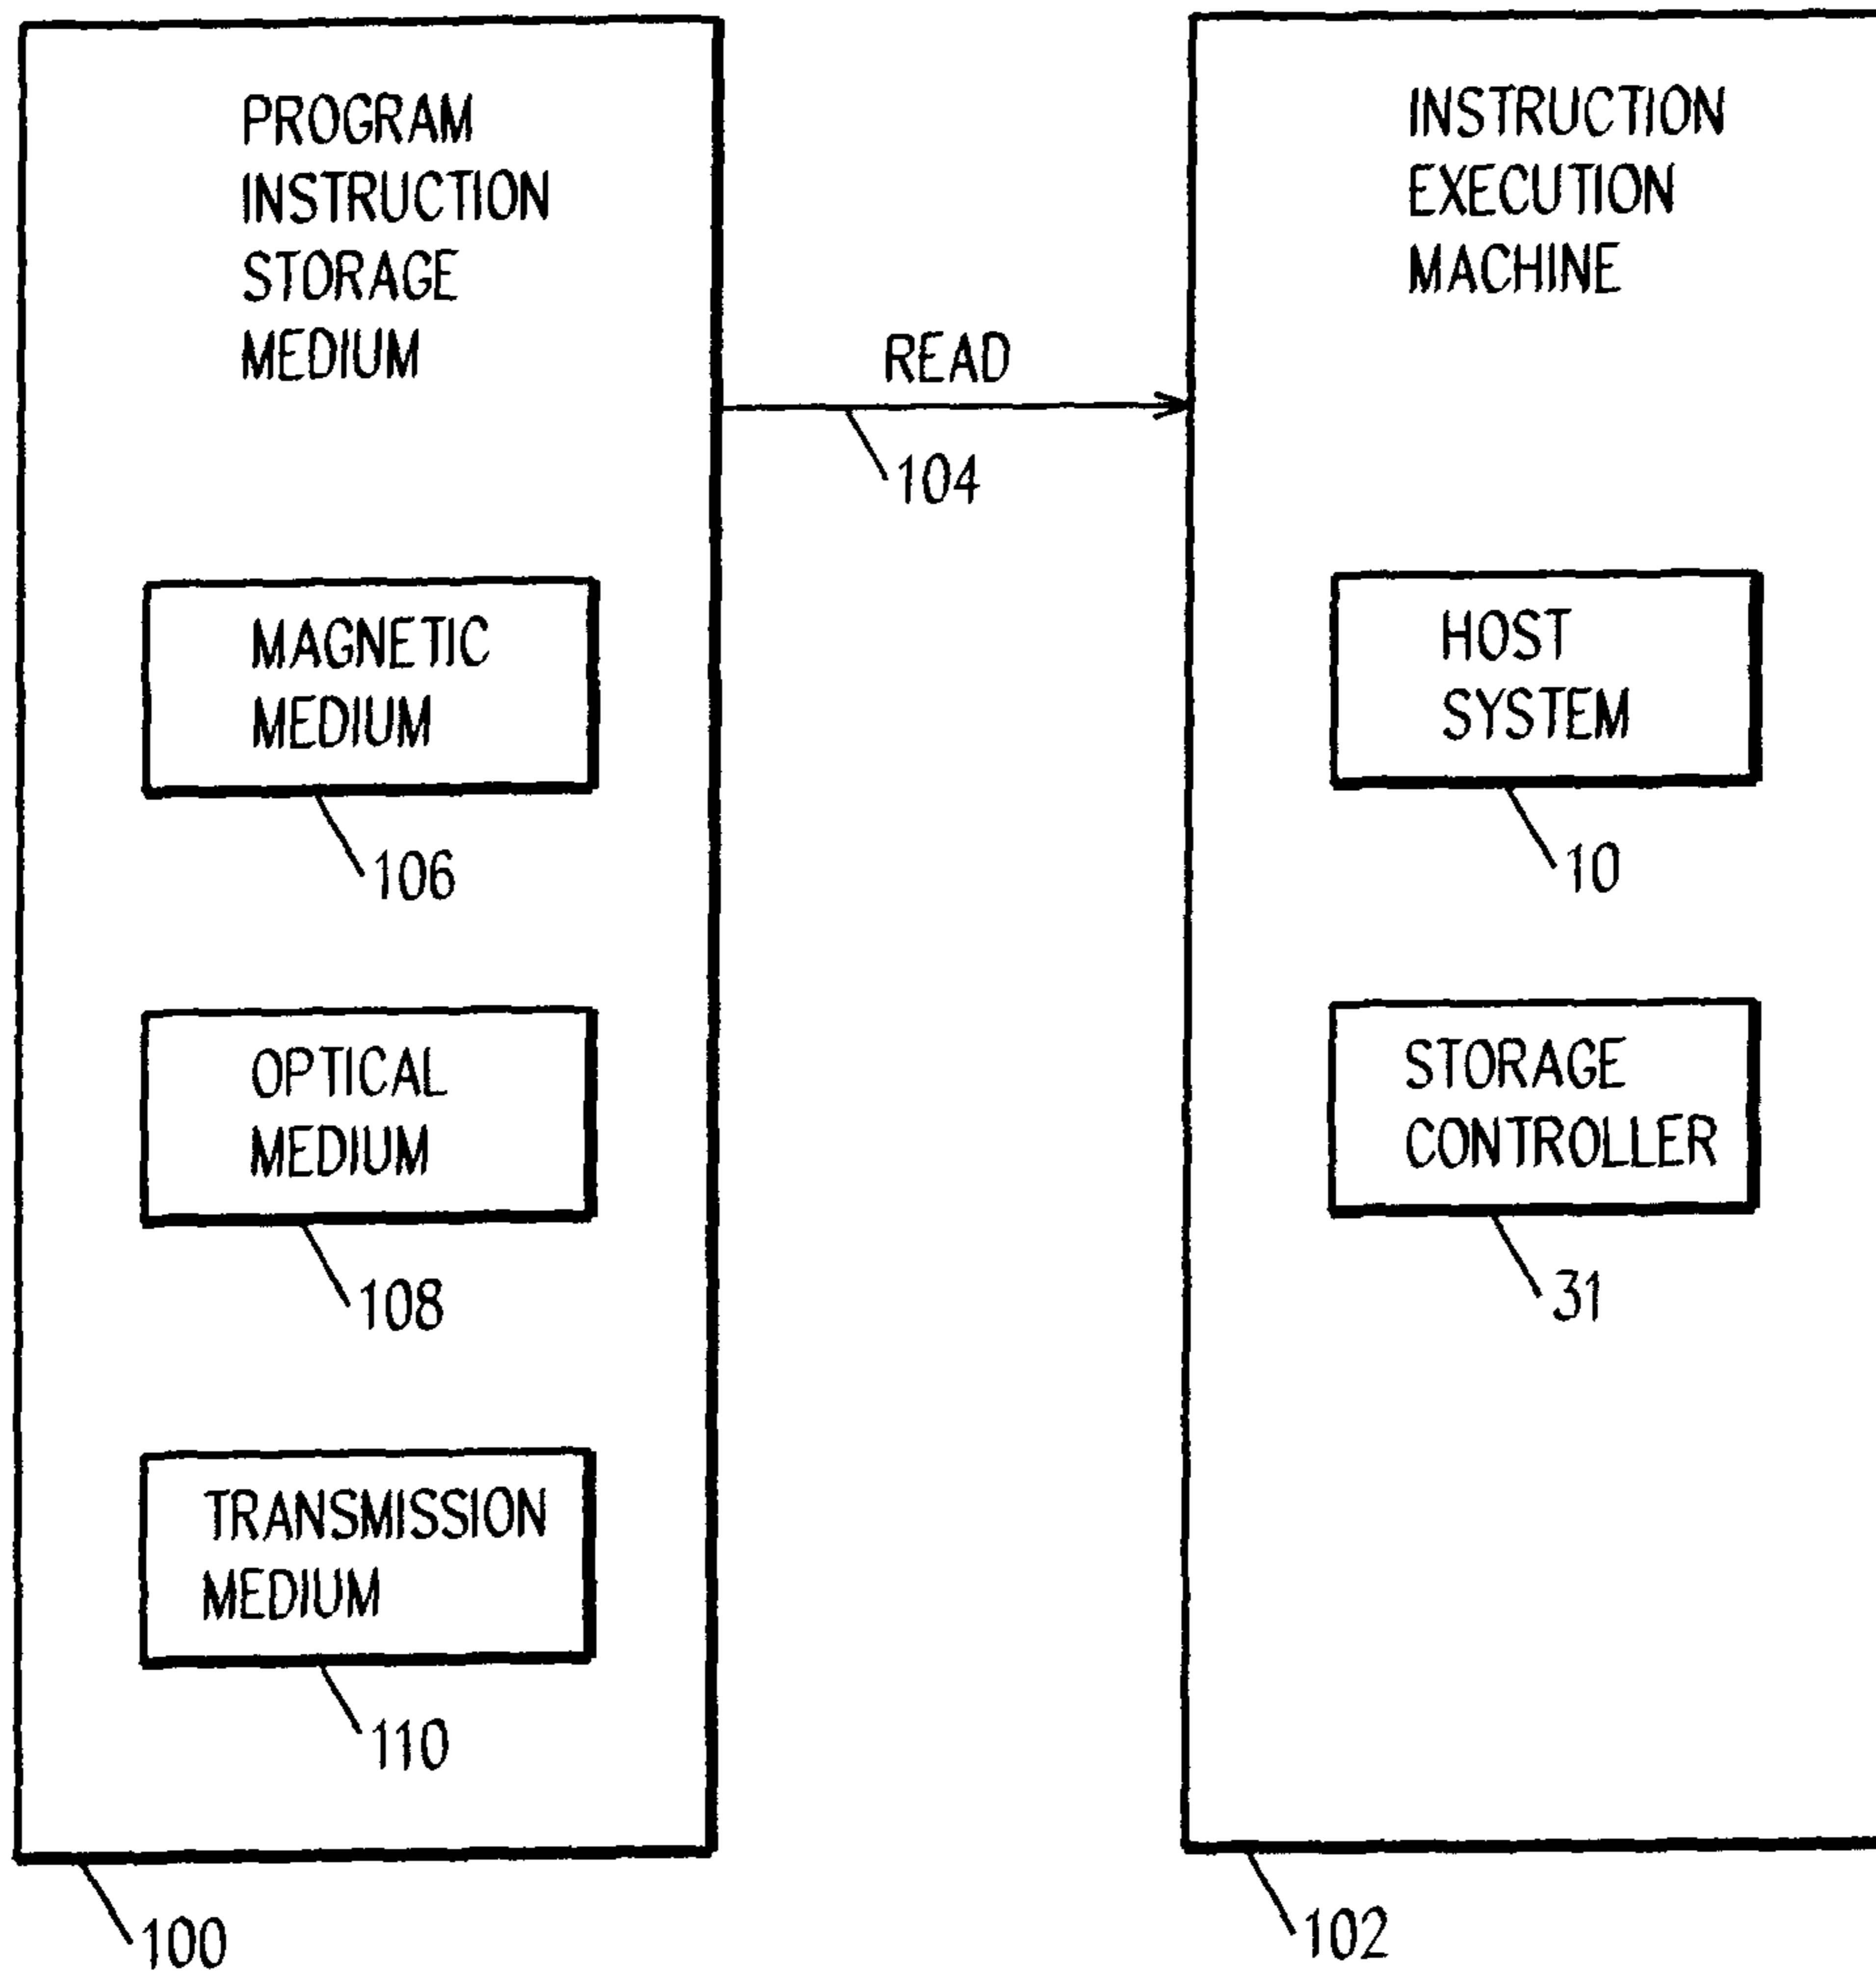 PROGRAM
INSTRUCTION
STORAGE
MEDIUM
MAGNETIC
MEDIUM
106
OPTICAL
MEDIUM
108
TRANSMISSION
MEDIUM
110
100
READ
104
INSTRUCTION
EXECUTION
MACHINE
HOST
SYSTEM
10
STORAGE
CONTROLLER
31
102